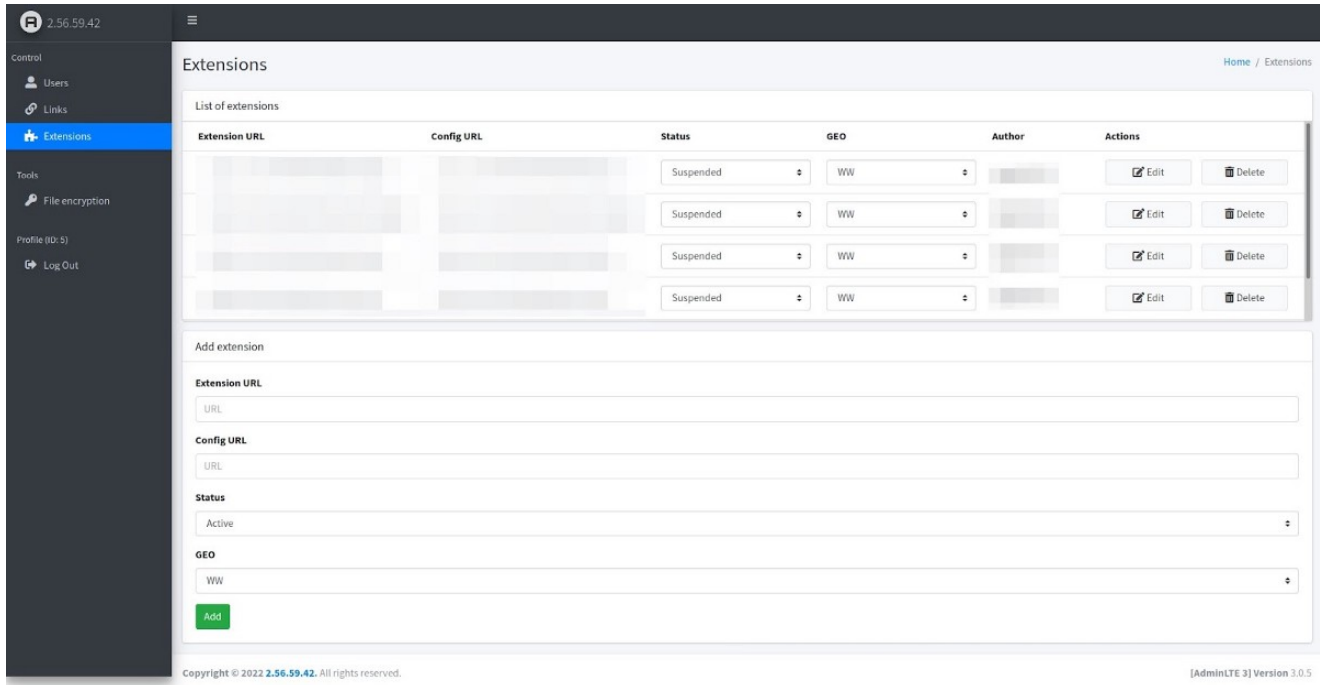 2.56.59.42
Control
Users
Links
Extensions
Tools
File encryption
Profile (ID: 5)
Log Out
Extensions
Home / Extensions
List of extensions
Extension URL Config URL Status GEO Author Actions
Suspended WW Edit Delete
Suspended WW Edit Delete
Suspended WW Edit Delete
Suspended WW Edit Delete
Add extension
Extension URL
URL
Config URL
URL
Status
Active
GEO
WW
Add
Copyright © 2022 2.56.59.42. All rights reserved.
[AdminLTE 3] Version 3.0.5